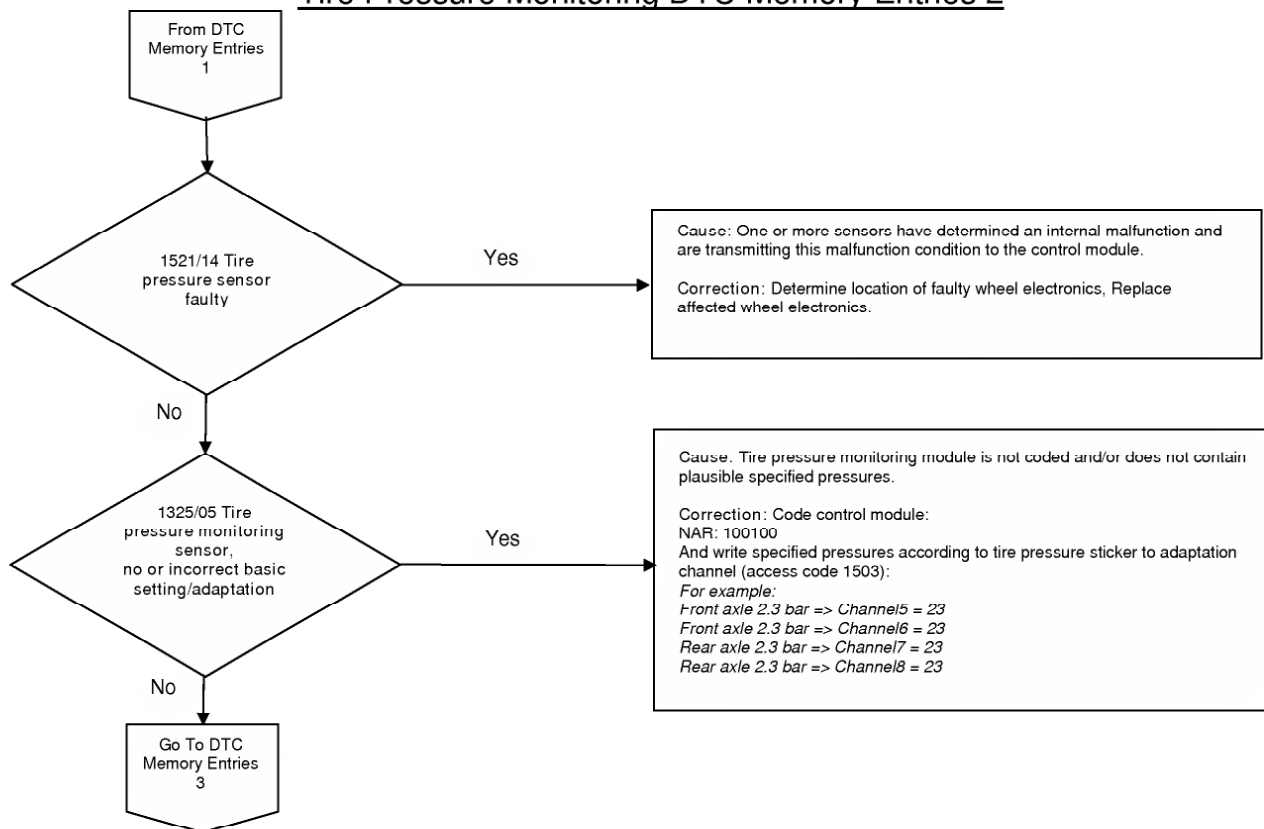 Tire Pressure Monitoring DTC Memory Entries 2
From DTC
Memory Entries
1
1521/14 Tire
pressure sensor
faulty
Yes
Cause: One or more sensors have determined an internal malfunction and
are transmitting this malfunction condition to the control module.
Correction: Determine location of faulty wheel electronics, Replace
affected wheel electronics.
No
1325/05 Tire
pressure monitoring
sensor,
no or incorrect basic
setting/adaptation
Yes
Cause: Tire pressure monitoring module is not coded and/or does not contain
plausible specified pressures.
Correction: Code control module:
NAR: 100100
And write specified pressures according to tire pressure sticker to adaptation
channel (access code 1503):
For example:
Front axle 2.3 bar => Channel5 = 23
Front axle 2.3 bar => Channel6 = 23
Rear axle 2.3 bar => Channel7 = 23
Rear axle 2.3 bar => Channel8 = 23
No
Go To DTC
Memory Entries
3